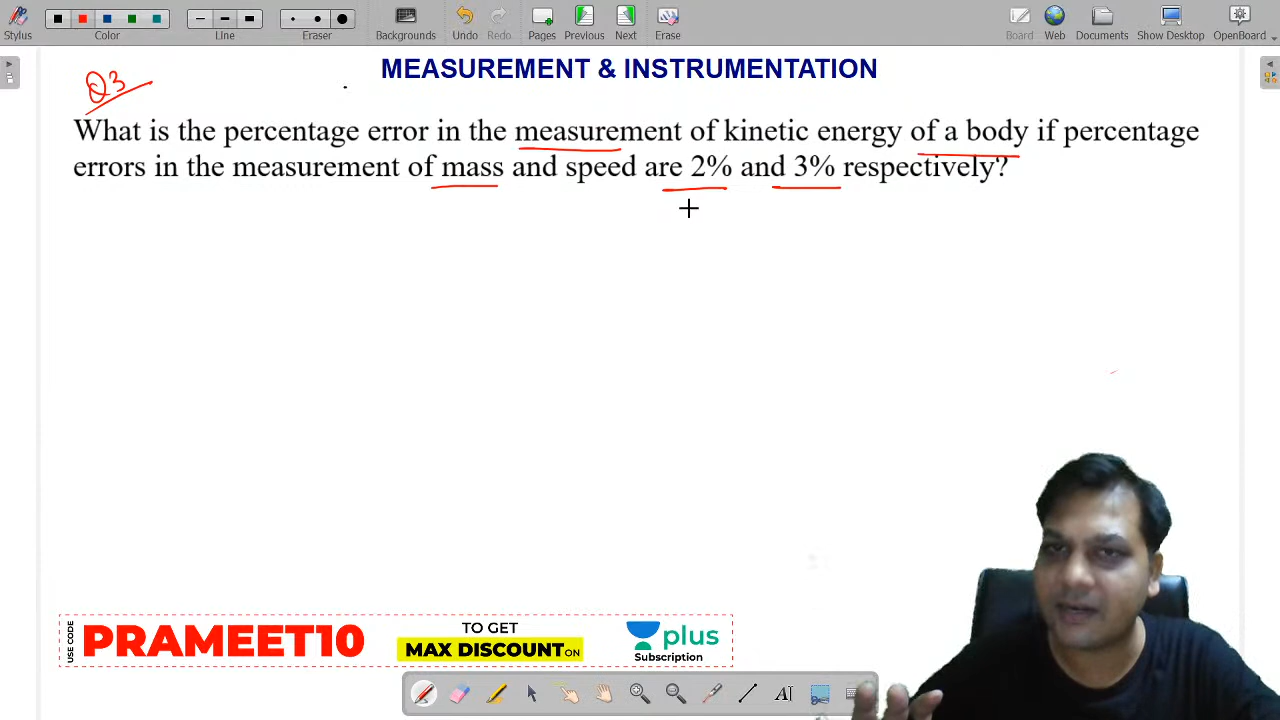 Stylus
Color
Line
Eraser
Backgrounds
Undo
Redo
Pages
Previous
Next
Erase
Board
Web
Documents
Show Desktop
OpenBoard
Q3
MEASUREMENT & INSTRUMENTATION
What is the percentage error in the measurement of kinetic energy of a body if percentage
errors in the measurement of mass and speed are 2% and 3% respectively?
USE CODE
PRAMEET10
TO GET
MAX DISCOUNT ON
plus
Subscription
AI